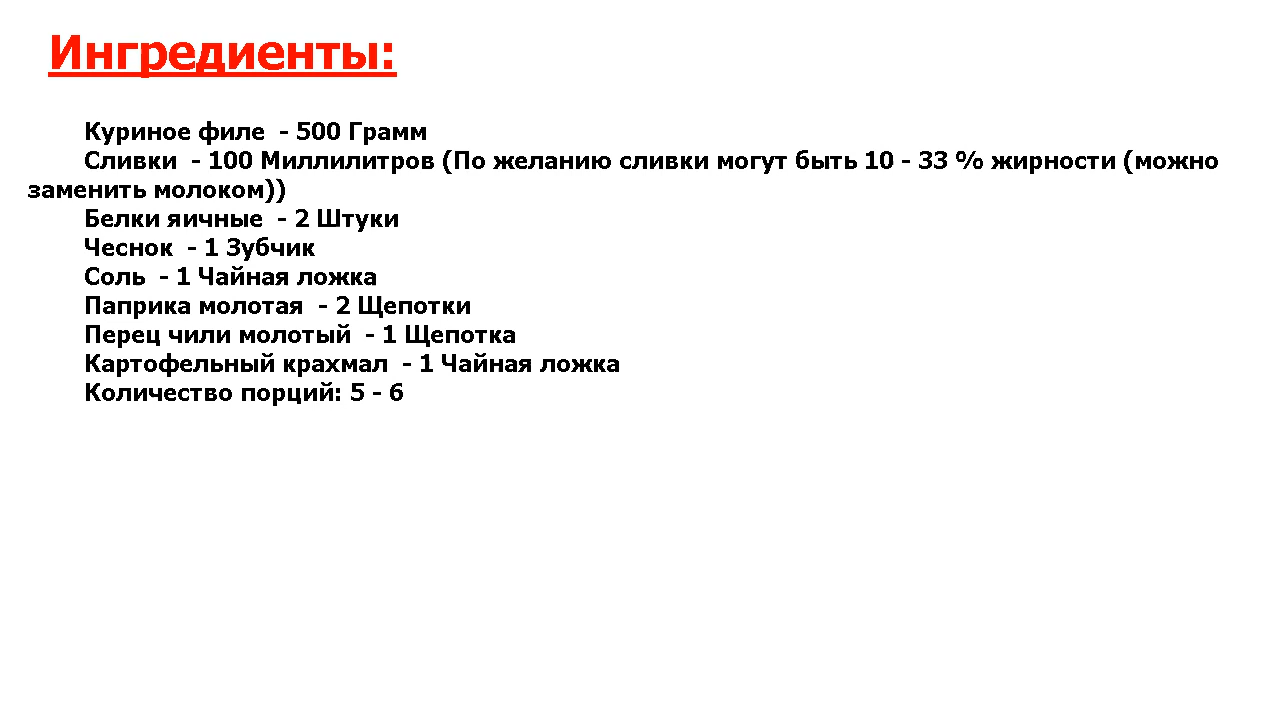 Ингредиенты:
Куриное филе  - 500 Грамм
Сливки  - 100 Миллилитров (По желанию сливки могут быть 10 - 33 % жирности (можно
заменить молоком))
Белки яичные  - 2 Штуки
Чеснок  - 1 Зубчик
Соль  - 1 Чайная ложка
Паприка молотая  - 2 Щепотки
Перец чили молотый  - 1 Щепотка
Картофельный крахмал  - 1 Чайная ложка
Количество порций: 5 - 6